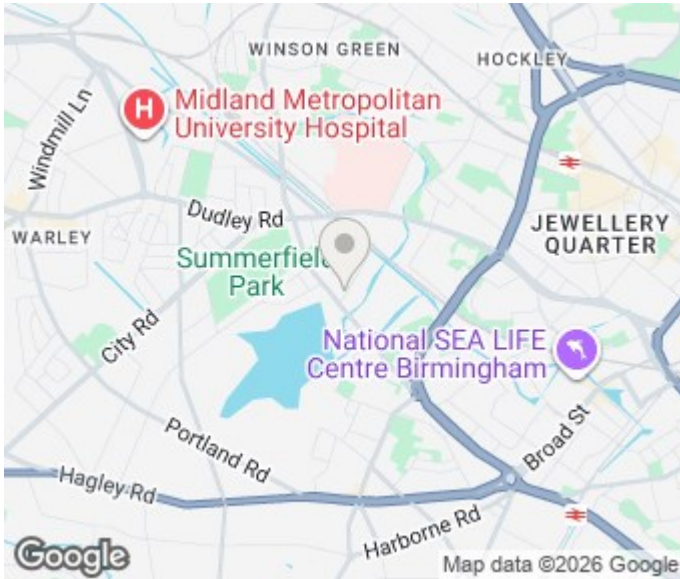 WINSON GREEN
HOCKLEY
Windmill Ln
H
Midland Metropolitan
University Hospital
Dudley Rd
WARLEY
JEWELLERY
QUARTER
Summerfield
Park
City Rd
National SEA LIFE
Centre Birmingham
Broad St
Portland Rd
Hagley Rd
Harborne Rd
Google
Map data ©2026 Google